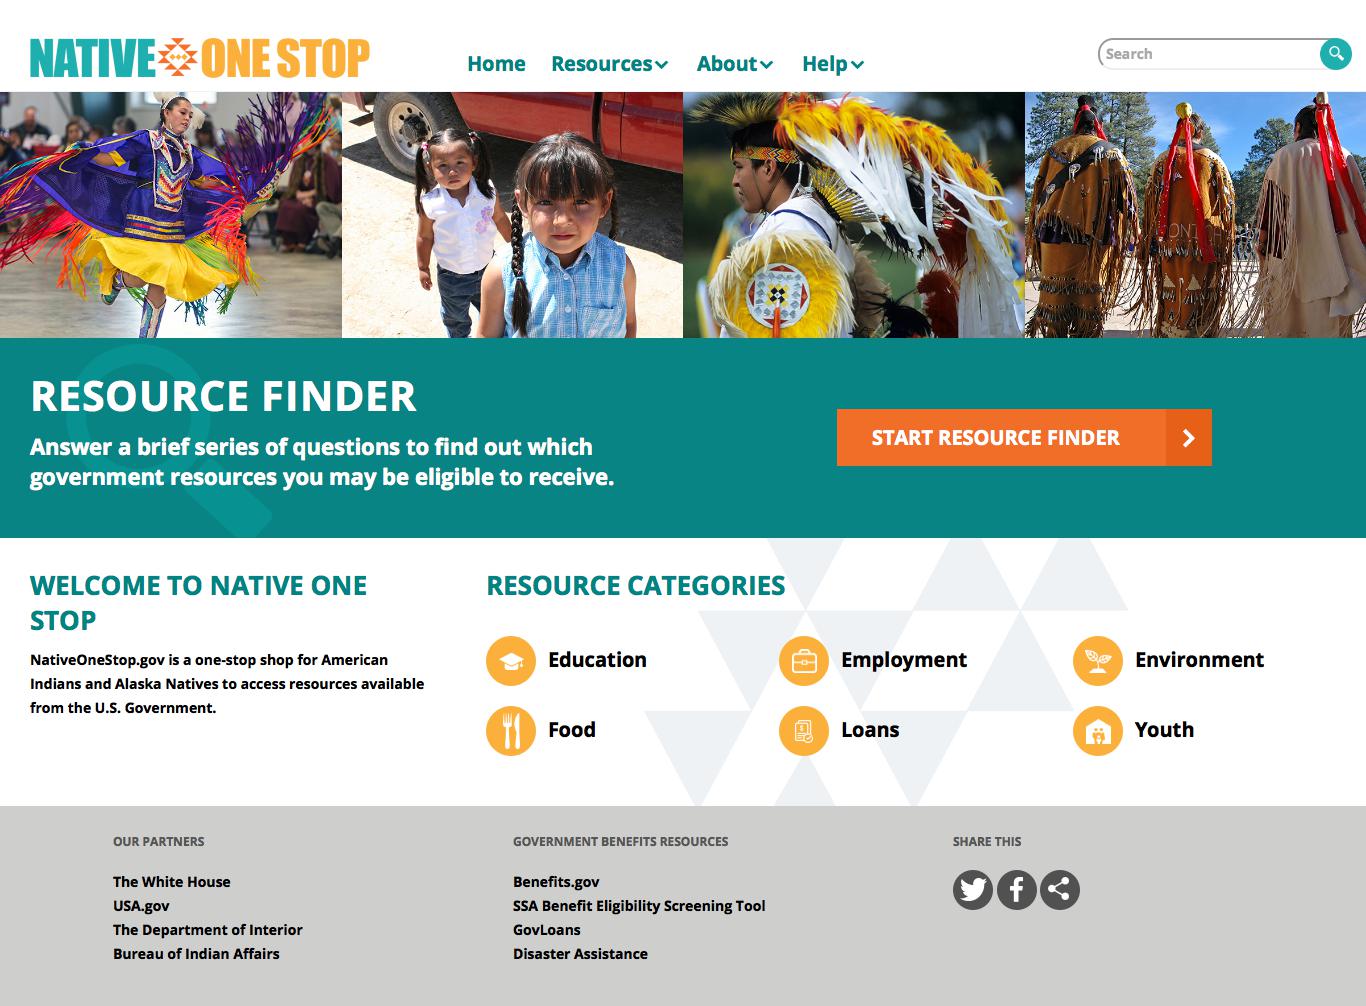 NATIVE ONE STOP
Home Resources About Help
Search
RESOURCE FINDER
Answer a brief series of questions to find out which
government resources you may be eligible to receive.
START RESOURCE FINDER
WELCOME TO NATIVE ONE
STOP
NativeOneStop.gov is a one-stop shop for American
Indians and Alaska Natives to access resources available
from the U.S. Government.
RESOURCE CATEGORIES
Education
Employment
Environment
Food
Loans
Youth
OUR PARTNERS
The White House
USA.gov
The Department of Interior
Bureau of Indian Affairs
GOVERNMENT BENEFITS RESOURCES
Benefits.gov
SSA Benefit Eligibility Screening Tool
GovLoans
Disaster Assistance
SHARE THIS